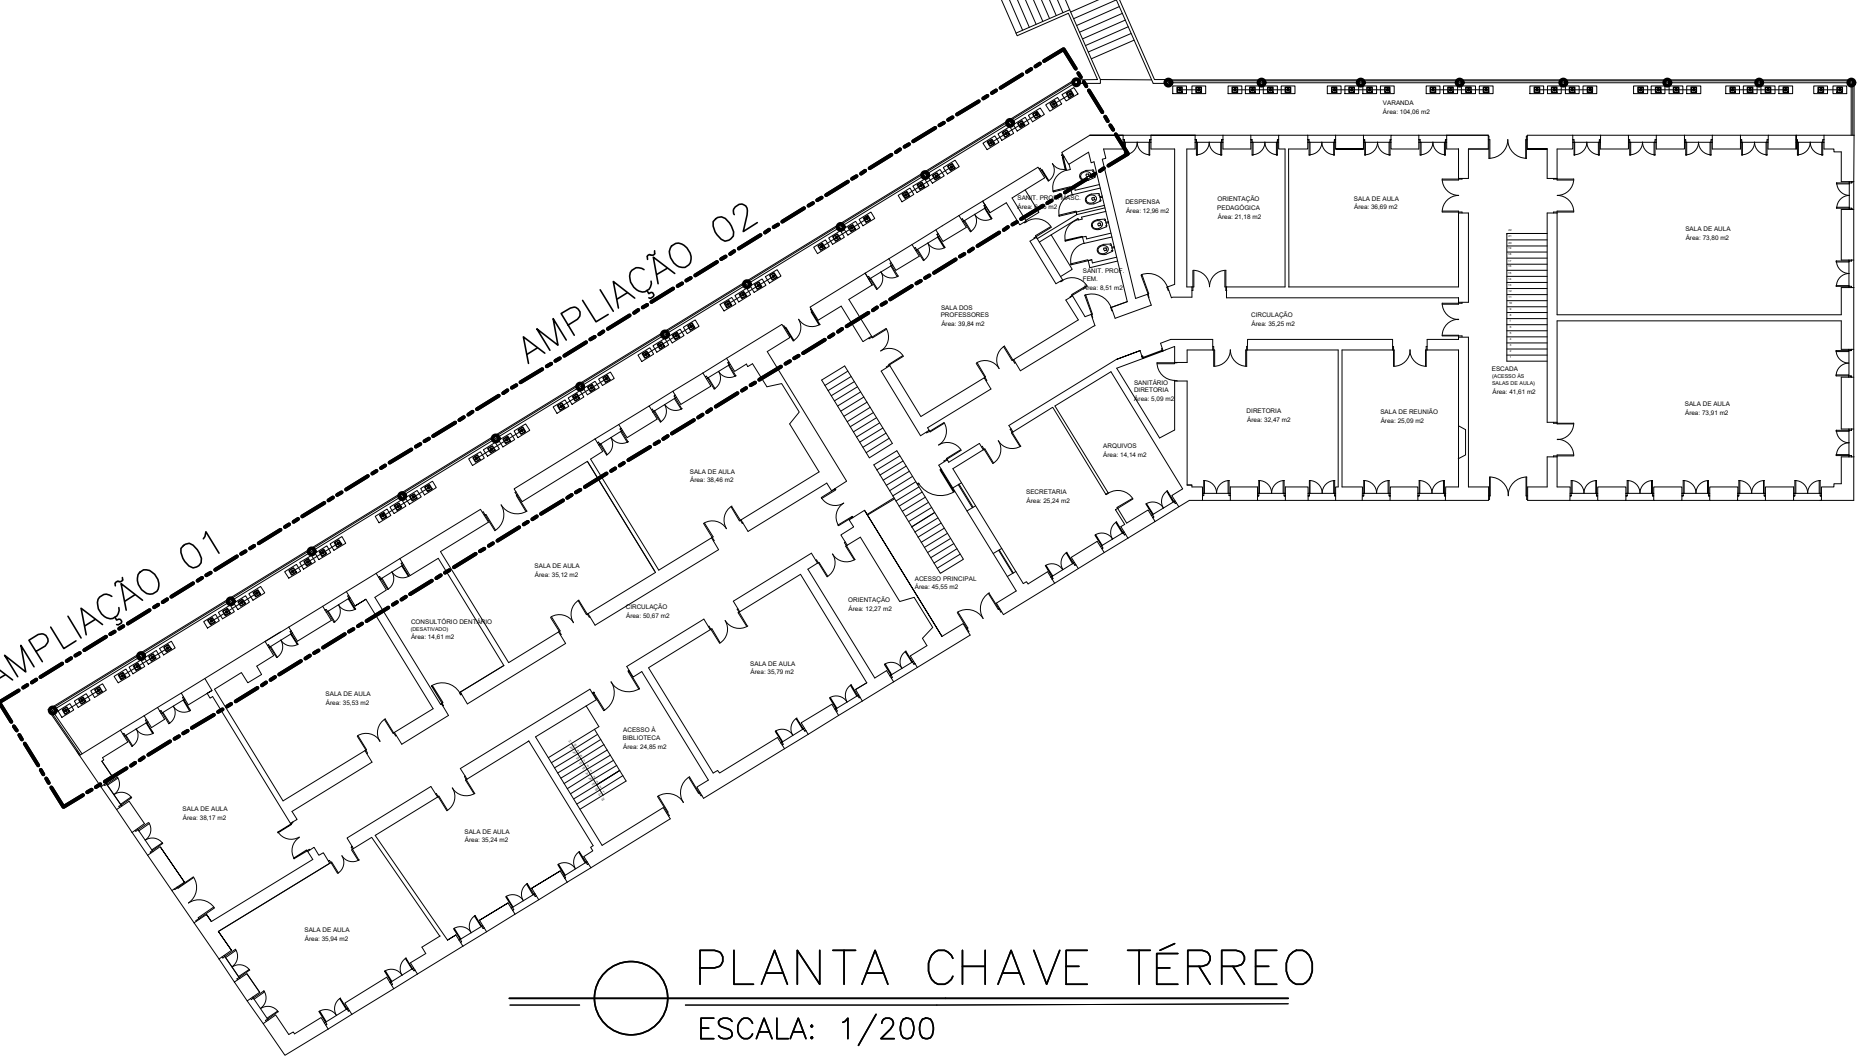 VARANDA
Área: 104,06 m2
AMPLIAÇÃO 02
SANIT. PROF. MASC.
DESPENSA
Área: 12,96 m2
ORIENTAÇÃO
PEDAGÓGICA
Área: 21,18 m2
SALA DE AULA
Área: 36,69 m2
SALA DE AULA
Área: 73,80 m2
SANIT. PROF.
FEM.
Área: 8,51 m2
SALA DOS
PROFESSORES
Área: 39,84 m2
CIRCULAÇÃO
Área: 35,25 m2
ESCADA
(ACESSO ÀS
SALAS DE AULA)
Área: 41,61 m2
SANITÁRIO
DIRETORIA
Área: 5,09 m2
DIRETORIA
Área: 32,47 m2
SALA DE REUNIÃO
Área: 25,09 m2
SALA DE AULA
Área: 73,91 m2
ARQUIVOS
Área: 14,14 m2
SALA DE AULA
Área: 38,46 m2
SECRETARIA
Área: 25,24 m2
AMPLIAÇÃO 01
SALA DE AULA
Área: 35,12 m2
ACESSO PRINCIPAL
Área: 45,55 m2
ORIENTAÇÃO
Área: 12,27 m2
CIRCULAÇÃO
Área: 50,67 m2
CONSULTÓRIO DENTÁRIO
(DESATIVADO)
Área: 14,61 m2
SALA DE AULA
Área: 35,79 m2
SALA DE AULA
Área: 35,53 m2
ACESSO À
BIBLIOTECA
Área: 24,85 m2
SALA DE AULA
Área: 38,17 m2
SALA DE AULA
Área: 35,24 m2
SALA DE AULA
Área: 35,94 m2
PLANTA CHAVE TÉRREO
ESCALA: 1/200